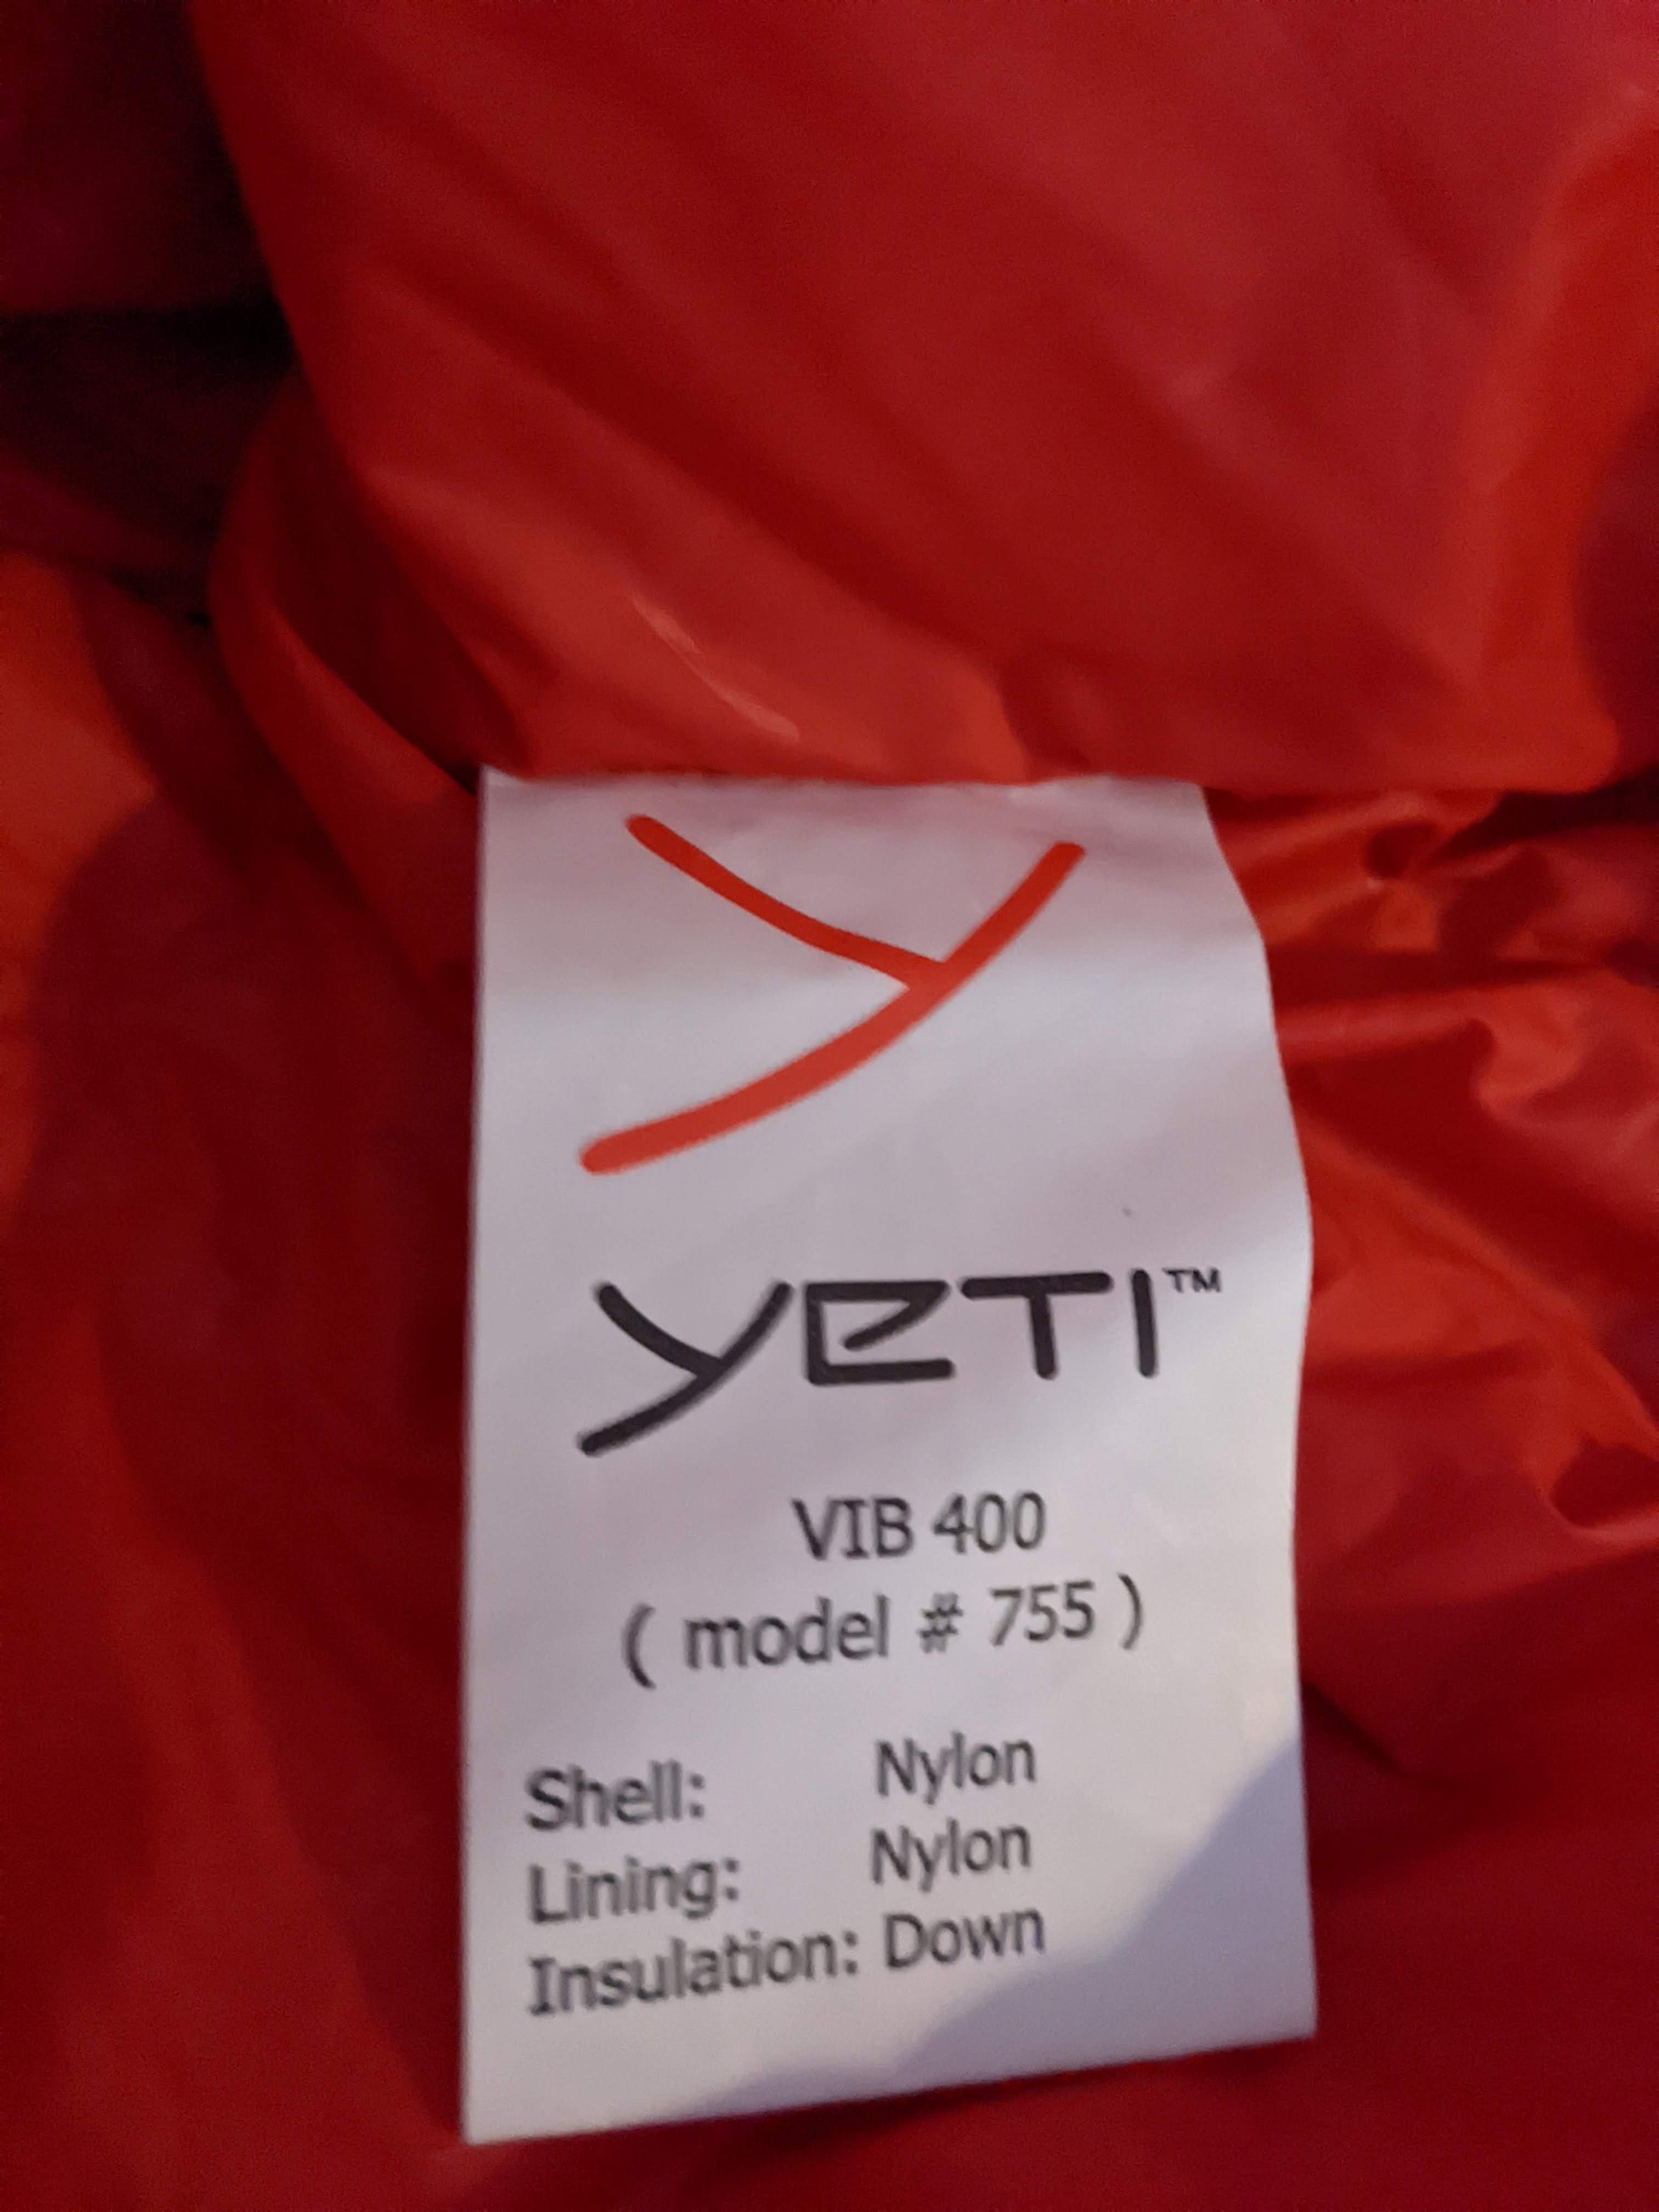 Y
YETI™
VIB 400
( model # 755 )
Shell: Nylon
Lining: Nylon
Insulation: Down